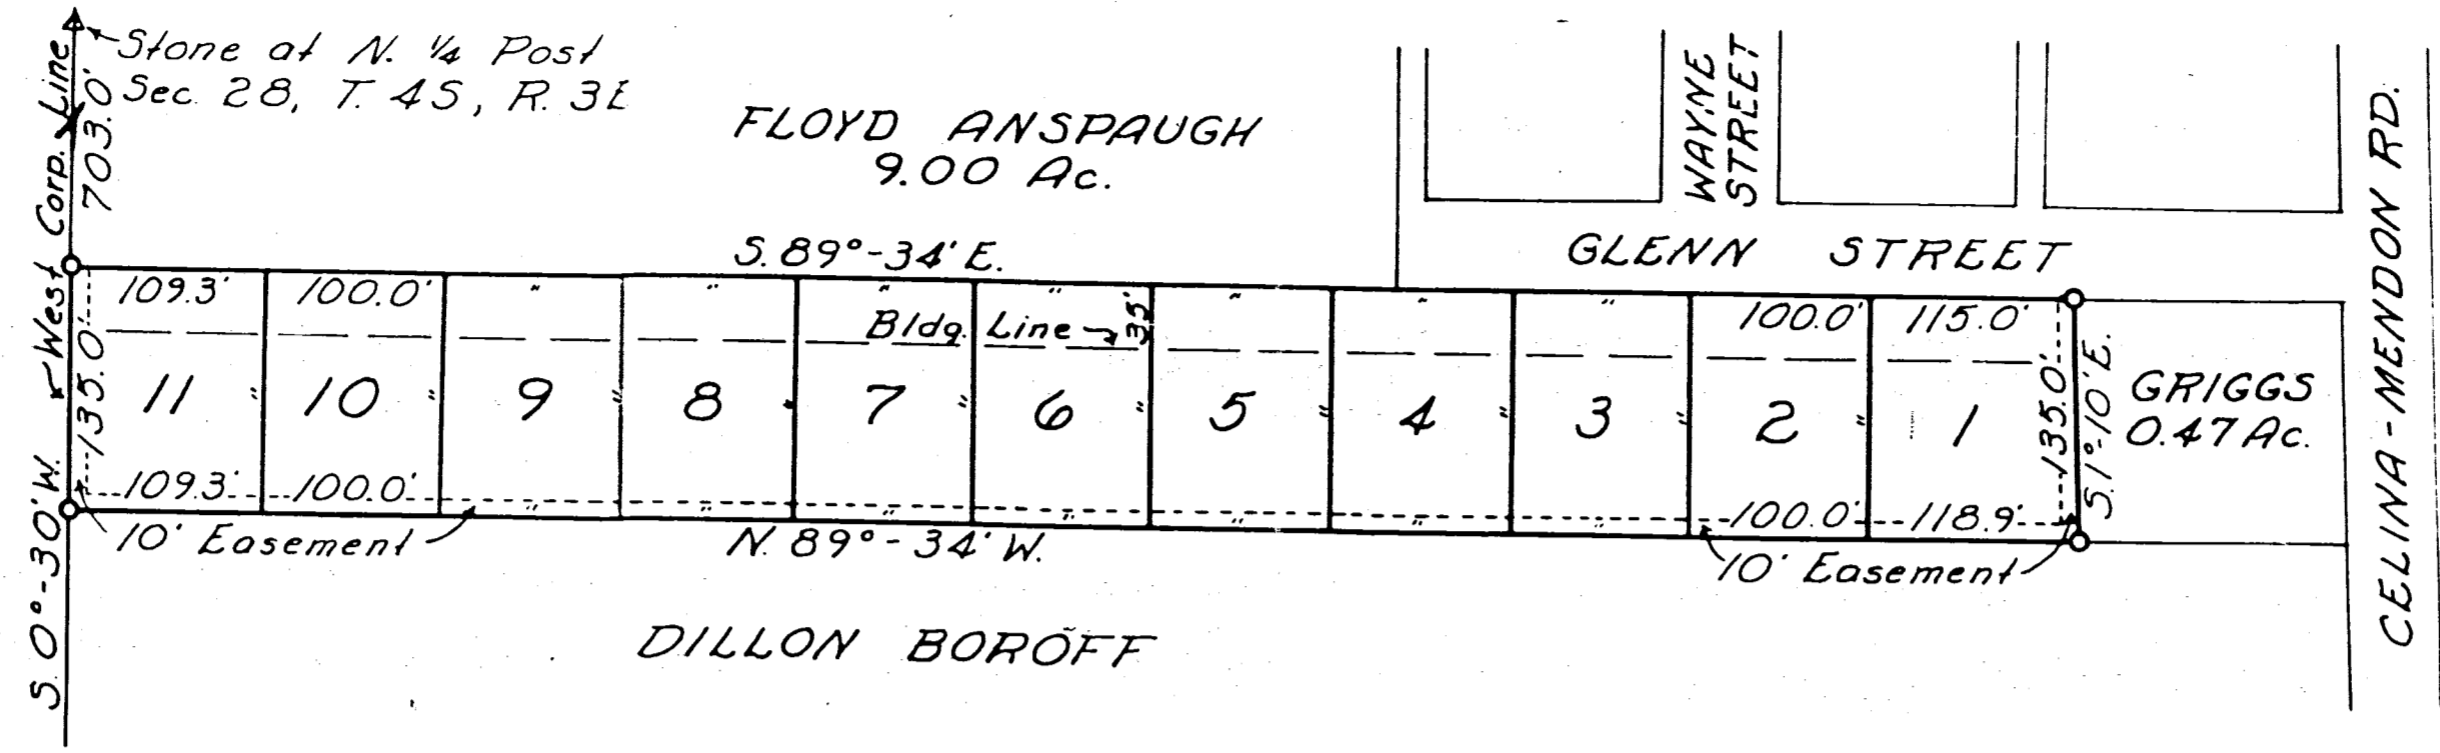 Stone at N. ¼ Post
Sec. 28, T. 4S, R. 3E
West Corp. Line
703.0'
FLOYD ANSPAUGH
9.00 Ac.
WAYNE
STREET
CELINA-MENDON RD.
S. 89°-34' E.
GLENN STREET
109.3' 100.0' " " " " " " " 100.0' 115.0'
Bldg. Line
35'
135.0'
11 " 10 " 9 " 8 " 7 " 6 " 5 " 4 " 3 " 2 " 1
135.0'
S. 1°-10' E.
GRIGGS
0.47 Ac.
109.3' 100.0' " " " " " " " 100.0' 118.9'
10' Easement
N. 89°-34' W.
10' Easement
S. 0°-30' W.
DILLON BOROFF